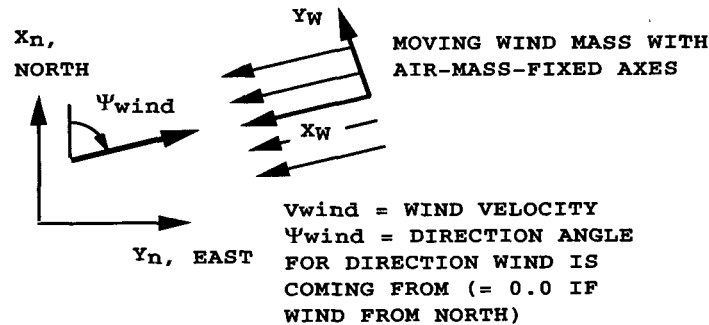 Xn,
NORTH
Ψwind
Yn, EAST
YW
XW
MOVING WIND MASS WITH
AIR-MASS-FIXED AXES
Vwind = WIND VELOCITY
Ψwind = DIRECTION ANGLE
FOR DIRECTION WIND IS
COMING FROM (= 0.0 IF
WIND FROM NORTH)